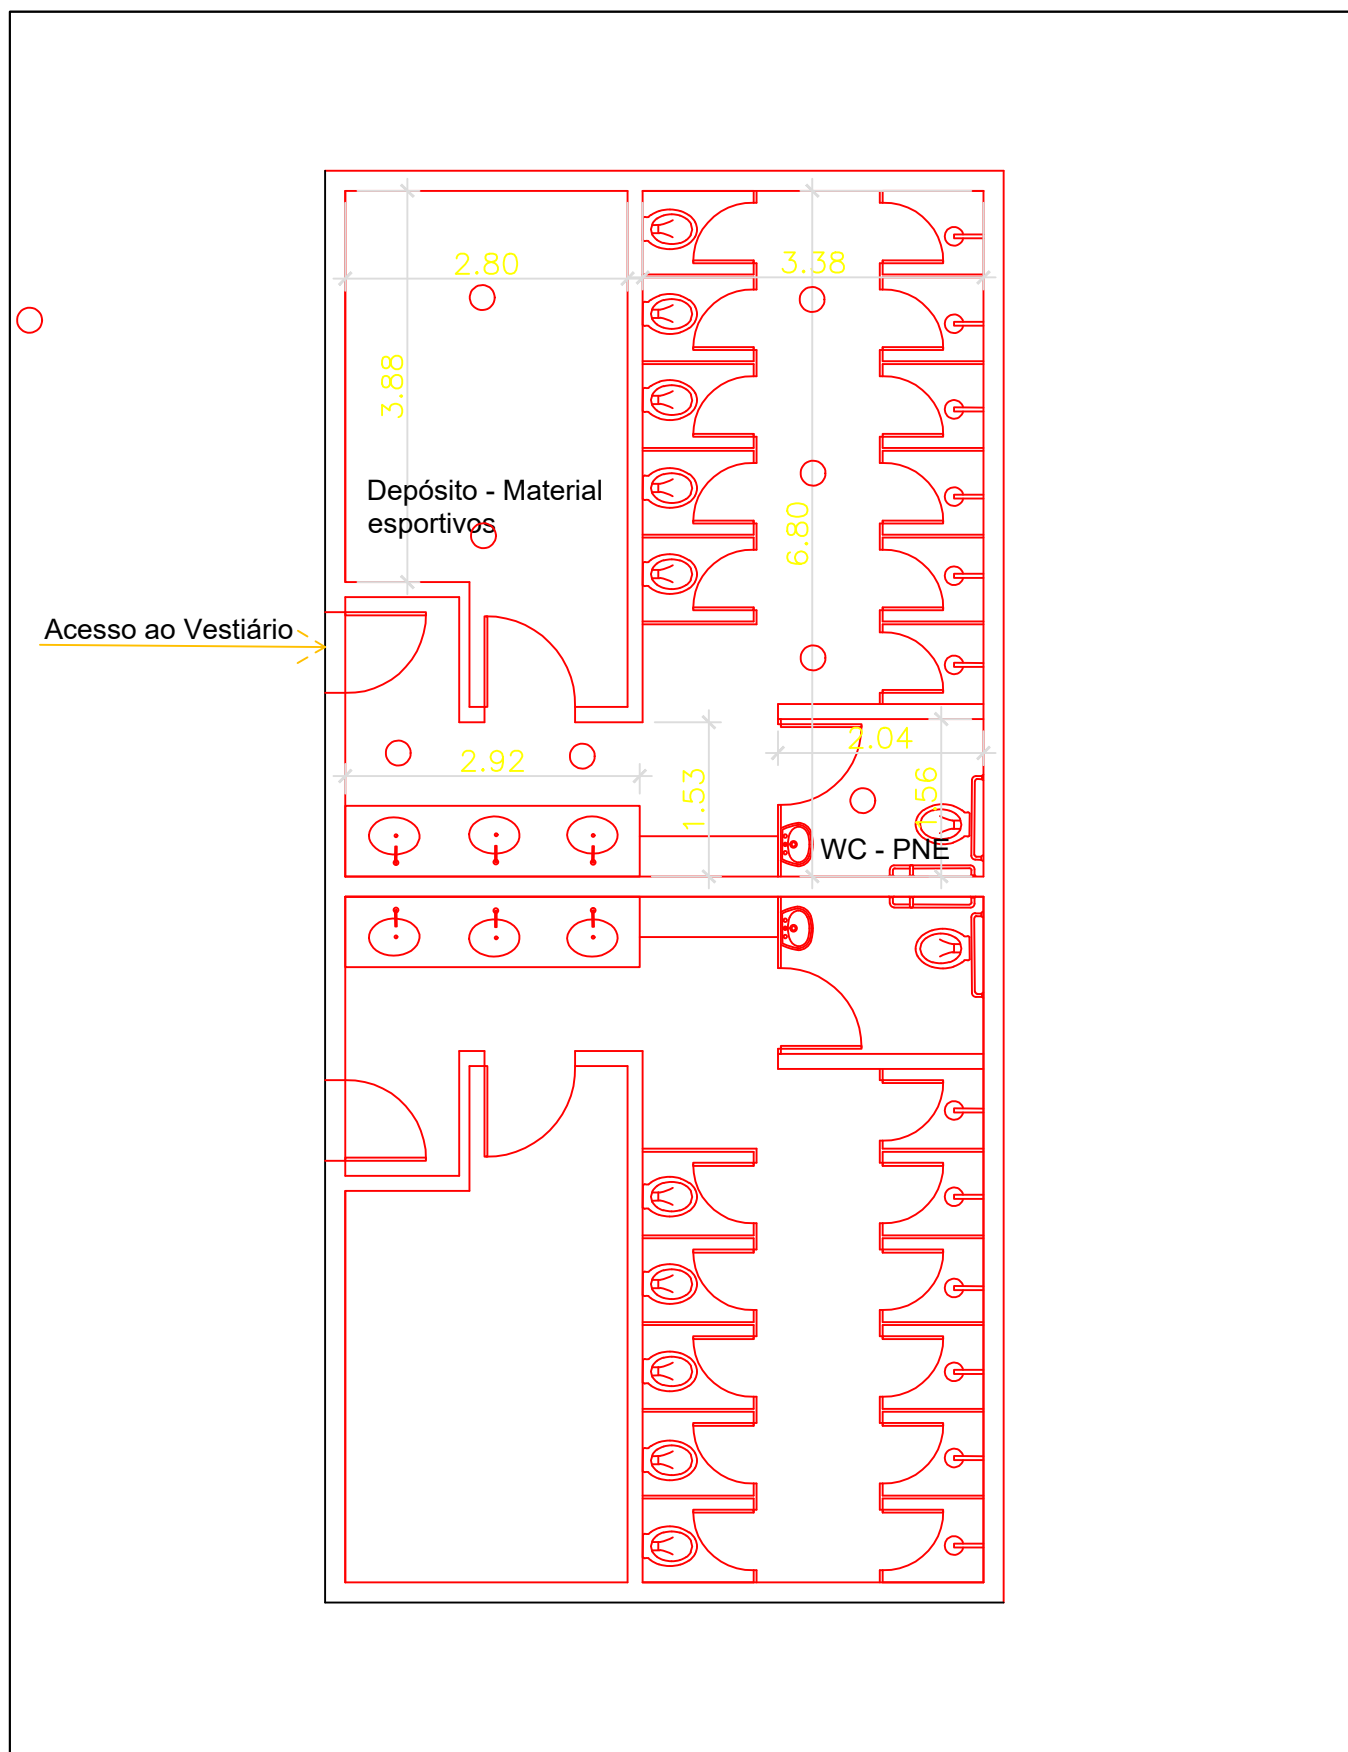 2.80
3.38
3.88
Depósito - Material
esportivos
6.80
Acesso ao Vestiário
2.04
2.92
1.53
1.56
WC - PNE